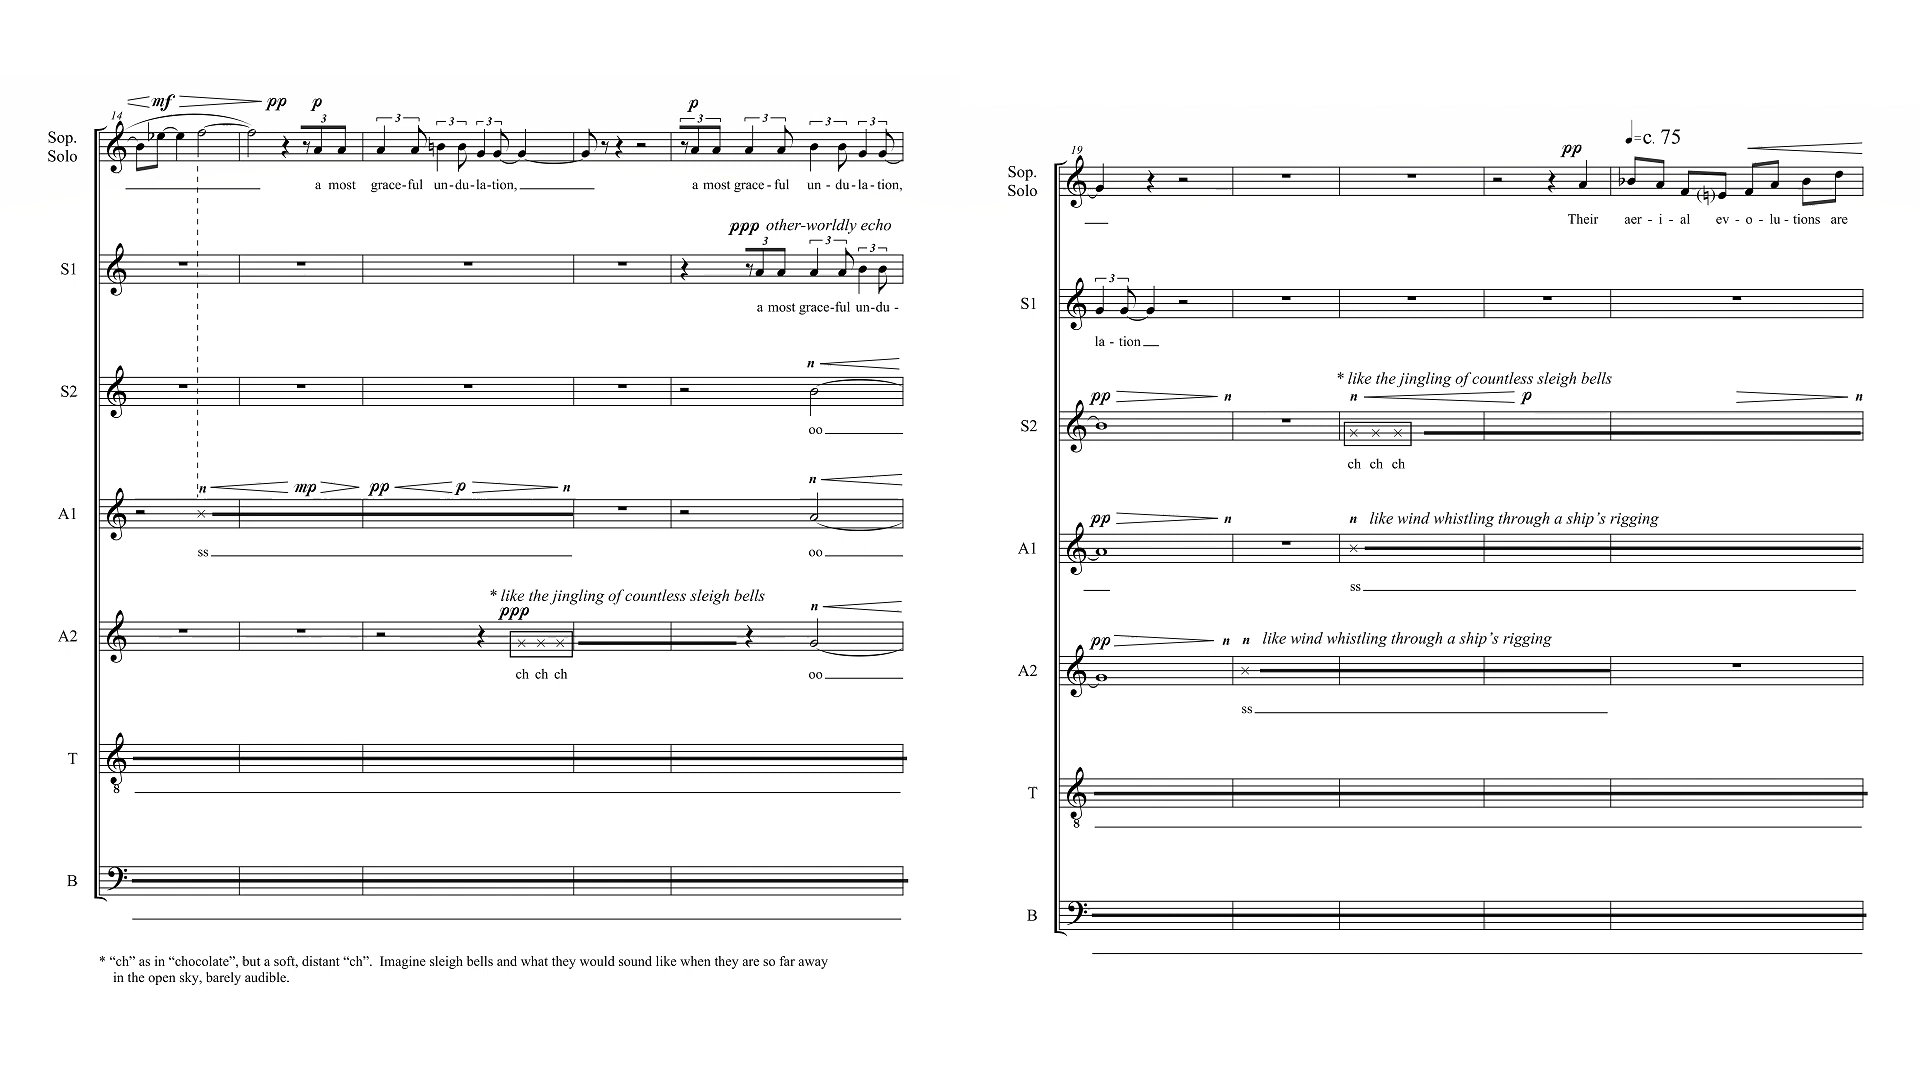 mf pp p
14
3 3 3 3
Sop.
Solo
a most grace-ful un-du-la-tion,
p
3 3 3 3
a most grace-ful un-du-la-tion,
ppp other-worldly echo
3 3 3
S1
a most grace-ful un-du-
n
S2
oo
n mp pp p n
n
A1
ss
oo
* like the jingling of countless sleigh bells
ppp
n
A2
ch ch ch
oo
T
8
B
* “ch” as in “chocolate”, but a soft, distant “ch”. Imagine sleigh bells and what they would sound like when they are so far away
in the open sky, barely audible.
19
pp
♩=c. 75
Sop.
Solo
Their aer-i-al ev-o-lu-tions are
3
S1
la-tion
* like the jingling of countless sleigh bells
pp n n p n
S2
ch ch ch
pp n n like wind whistling through a ship’s rigging
A1
ss
pp n n like wind whistling through a ship’s rigging
A2
ss
T
8
B